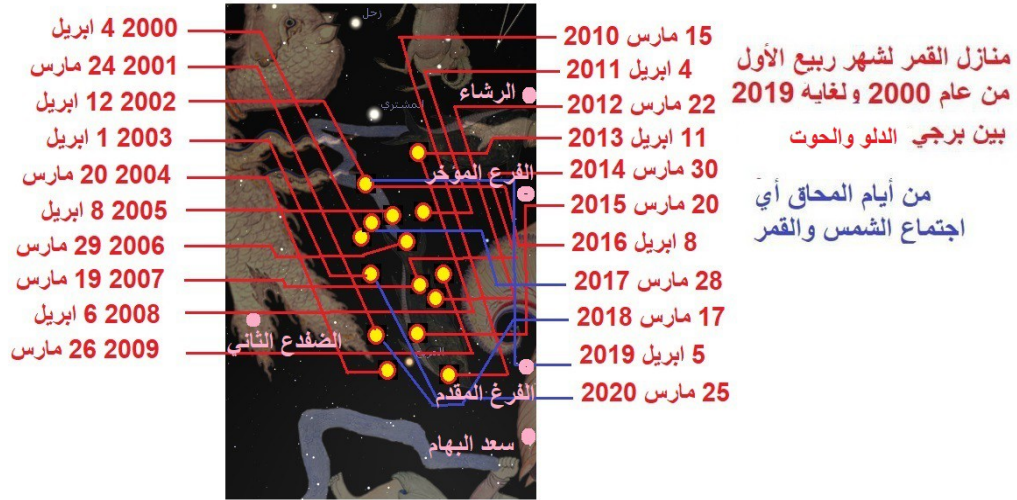 منازل القمر لشهر ربيع الأول
من عام 2000 ولغايه 2019
بين برجي الدلو والحوت
من أيام المحاق أيَ
اجتماع الشمس والقمر
15 مارس 2010
4 ابريل 2011
22 مارس 2012
11 ابريل 2013
30 مارس 2014
20 مارس 2015
8 ابريل 2016
28 مارس 2017
17 مارس 2018
5 ابريل 2019
25 مارس 2020
زحل
الرشاء
المشتري
الفرع المؤخر
الضفدع الثاني
الفرغ المقدم
سعد البهام
2000 4 ابريل
2001 24 مارس
2002 12 ابريل
2003 1 ابريل
2004 20 مارس
2005 8 ابريل
2006 29 مارس
2007 19 مارس
2008 6 ابريل
2009 26 مارس